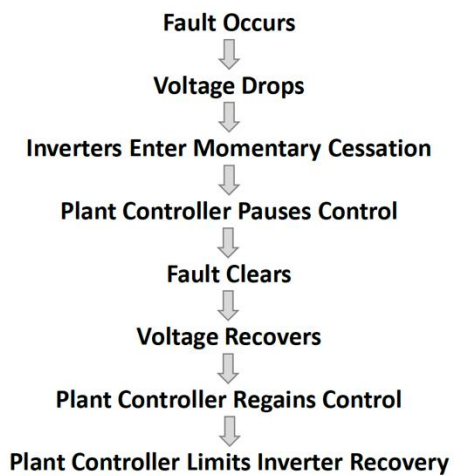 Fault Occurs
Voltage Drops
Inverters Enter Momentary Cessation
Plant Controller Pauses Control
Fault Clears
Voltage Recovers
Plant Controller Regains Control
Plant Controller Limits Inverter Recovery